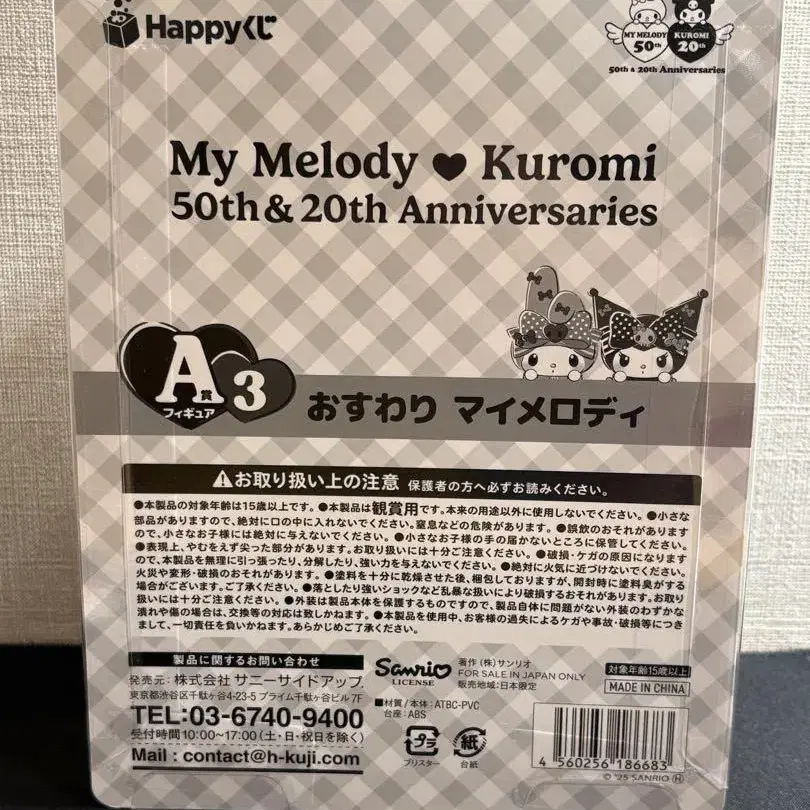 Happyくじ
MY MELODY 50th KUROMI 20th
50th & 20th Anniversaries
My Melody ♥ Kuromi
50th & 20th Anniversaries
A賞 フィギュア 3
おすわり マイメロディ
⚠お取り扱い上の注意 保護者の方へ必ずお読みください。
●本製品の対象年齢は15歳以上です。●本製品は観賞用です。本来の用途以外に使用しないでください。●小さな
部品がありますので、絶対に口の中に入れないでください。窒息などの危険があります。●誤飲のおそれがあります
ので、小さなお子様には絶対に与えないでください。●小さなお子様の手の届かないところに保管してください。
●表現上、やむをえず尖った部分があります。お取り扱いには十分ご注意ください。●破損・ケガの原因になります
ので、本製品を無理に引っ張ったり、分解したり、強い力を与えないでください。●絶対に火気に近づけないでください。
火災や変形・破損のおそれがあります。●塗料を十分に乾燥させた後、梱包しておりますが、開封時に塗料臭がする
場合がございます。ご了承ください。●落としたり強いショックなど乱暴な扱いにより破損するおそれがあります。お取り
扱いには十分ご注意ください。●外装は製品本体を保護するものですので、製品自体に問題がない外装のわずかな
潰れや傷の場合は、交換等の対応は致しかねます。●本製品を使用中、お客様の過失によるケガや事故・破損等につき
まして、一切責任を負いかねます。あらかじめご了承ください。
製品に関するお問い合わせ
発売元：株式会社 サニーサイドアップ
東京都渋谷区千駄ヶ谷4-23-5 プライム千駄ヶ谷ビル 7F
TEL:03-6740-9400
受付時間 10:00〜17:00（土・日・祝日を除く）
Mail : contact@h-kuji.com
Sanrio
LICENSE
著作 （株）サンリオ
FOR SALE IN JAPAN ONLY
販売地域：日本限定
対象年齢15歳以上
MADE IN CHINA
■材質/本体：ATBC-PVC
台座：ABS
プラ
ブリスター
紙
台紙
4 560256 186683
© '25 SANRIO Ⓗ